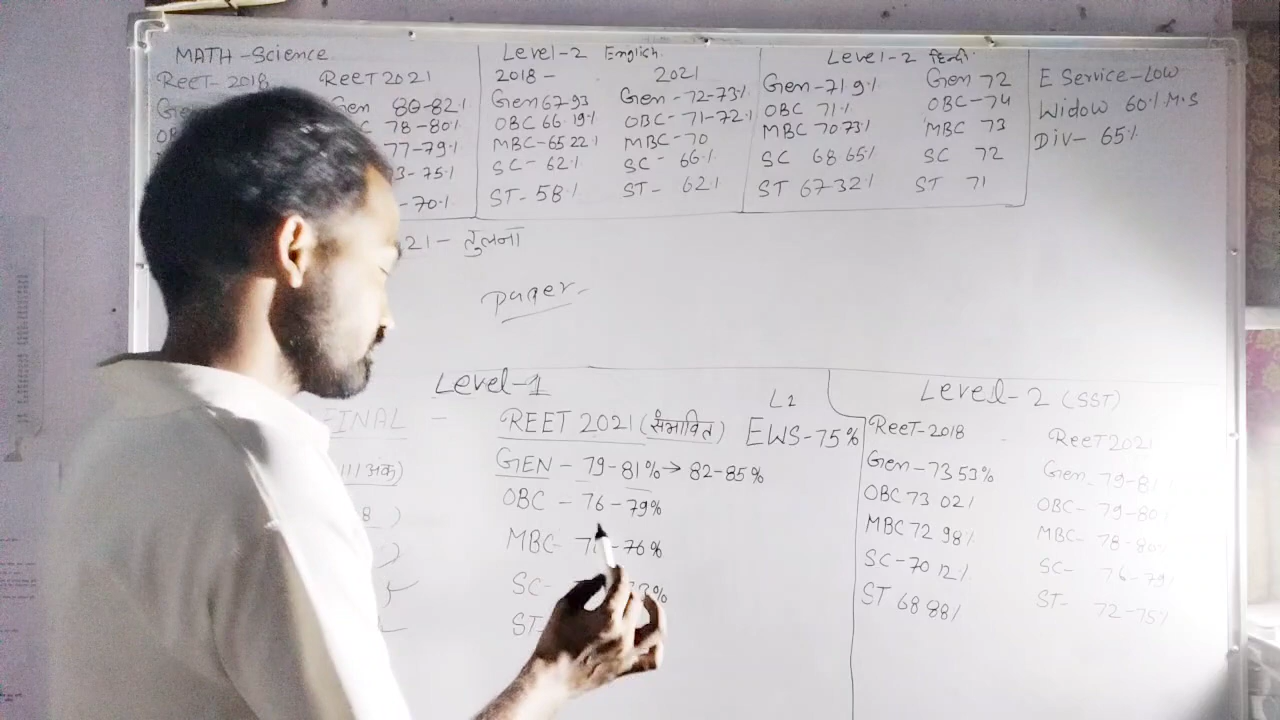 MATH -Science
ReeT- 2018 ReeT 2021
Gen 80-82%
78-80%
77-79%
-75%
-70%
Level-2 English
2018 - 2021
Gen 67-93 Gen - 72-73%
OBC 66 19% OBC - 71-72%
MBC-65 22% MBC - 70
SC - 62% SC - 66%
ST - 58% ST - 62%
Level-2 हिन्दी
Gen-71 9% Gen 72
OBC 71% OBC-74
MBC 70 73% MBC 73
SC 68 65% SC 72
ST 67 32% ST 71
E Service-Low
Widow 60% M.S
Div- 65%
21- तुलना
Paper-
Level-1
FINAL -
111 अंक)
8 )
REET 2021 (संभावित)
GEN - 79-81% → 82-85%
OBC - 76-79%
MBC- -76%
SC-
ST-
L2
EWS-75%
Level-2 (SST)
ReeT-2018 ReeT 2021
Gen-73 53% Gen-79-81
OBC 73 02% OBC-79-80%
MBC 72 98% MBC-78-80%
SC-70 12% SC- 76-79%
ST 68 88% ST- 72-75%